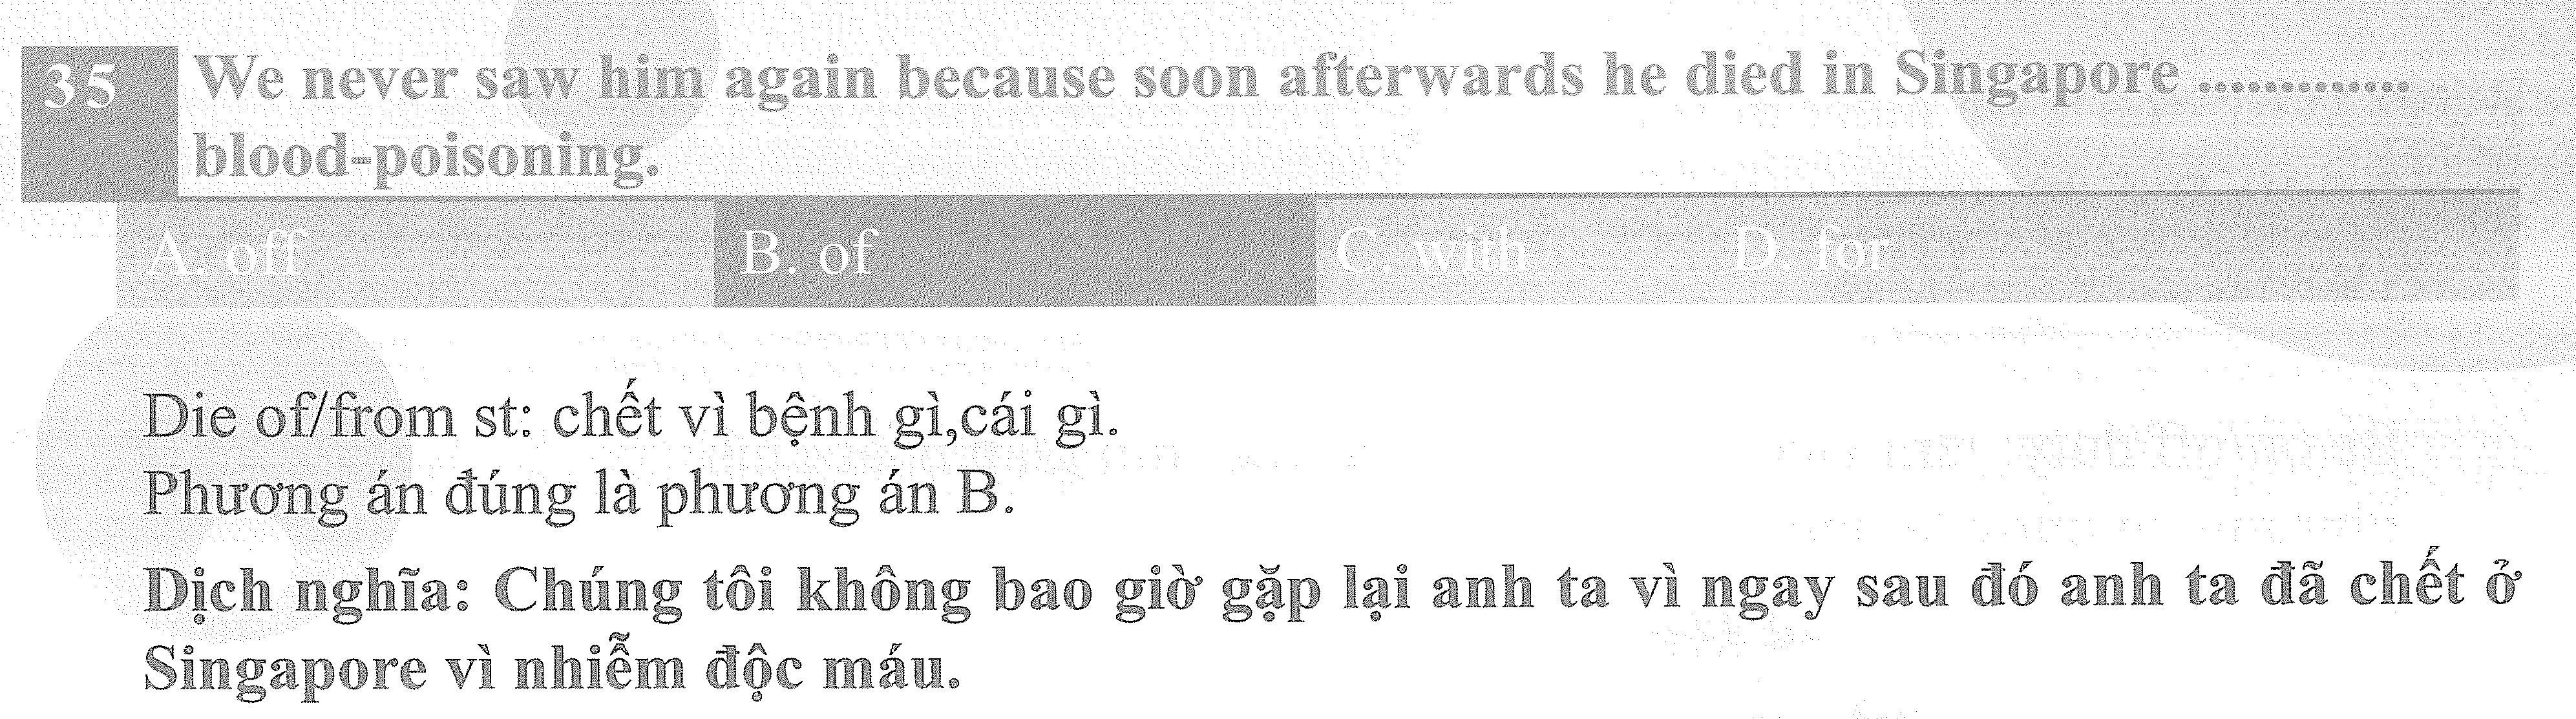 35 We never saw him again because soon afterwards he died in Singapore .............
blood-poisoning.
A. off B. of C. with D. for
Die of/from st: chết vì bệnh gì,cái gì.
Phương án đúng là phương án B.
Dịch nghĩa: Chúng tôi không bao giờ gặp lại anh ta vì ngay sau đó anh ta đã chết ở
Singapore vì nhiễm độc máu.